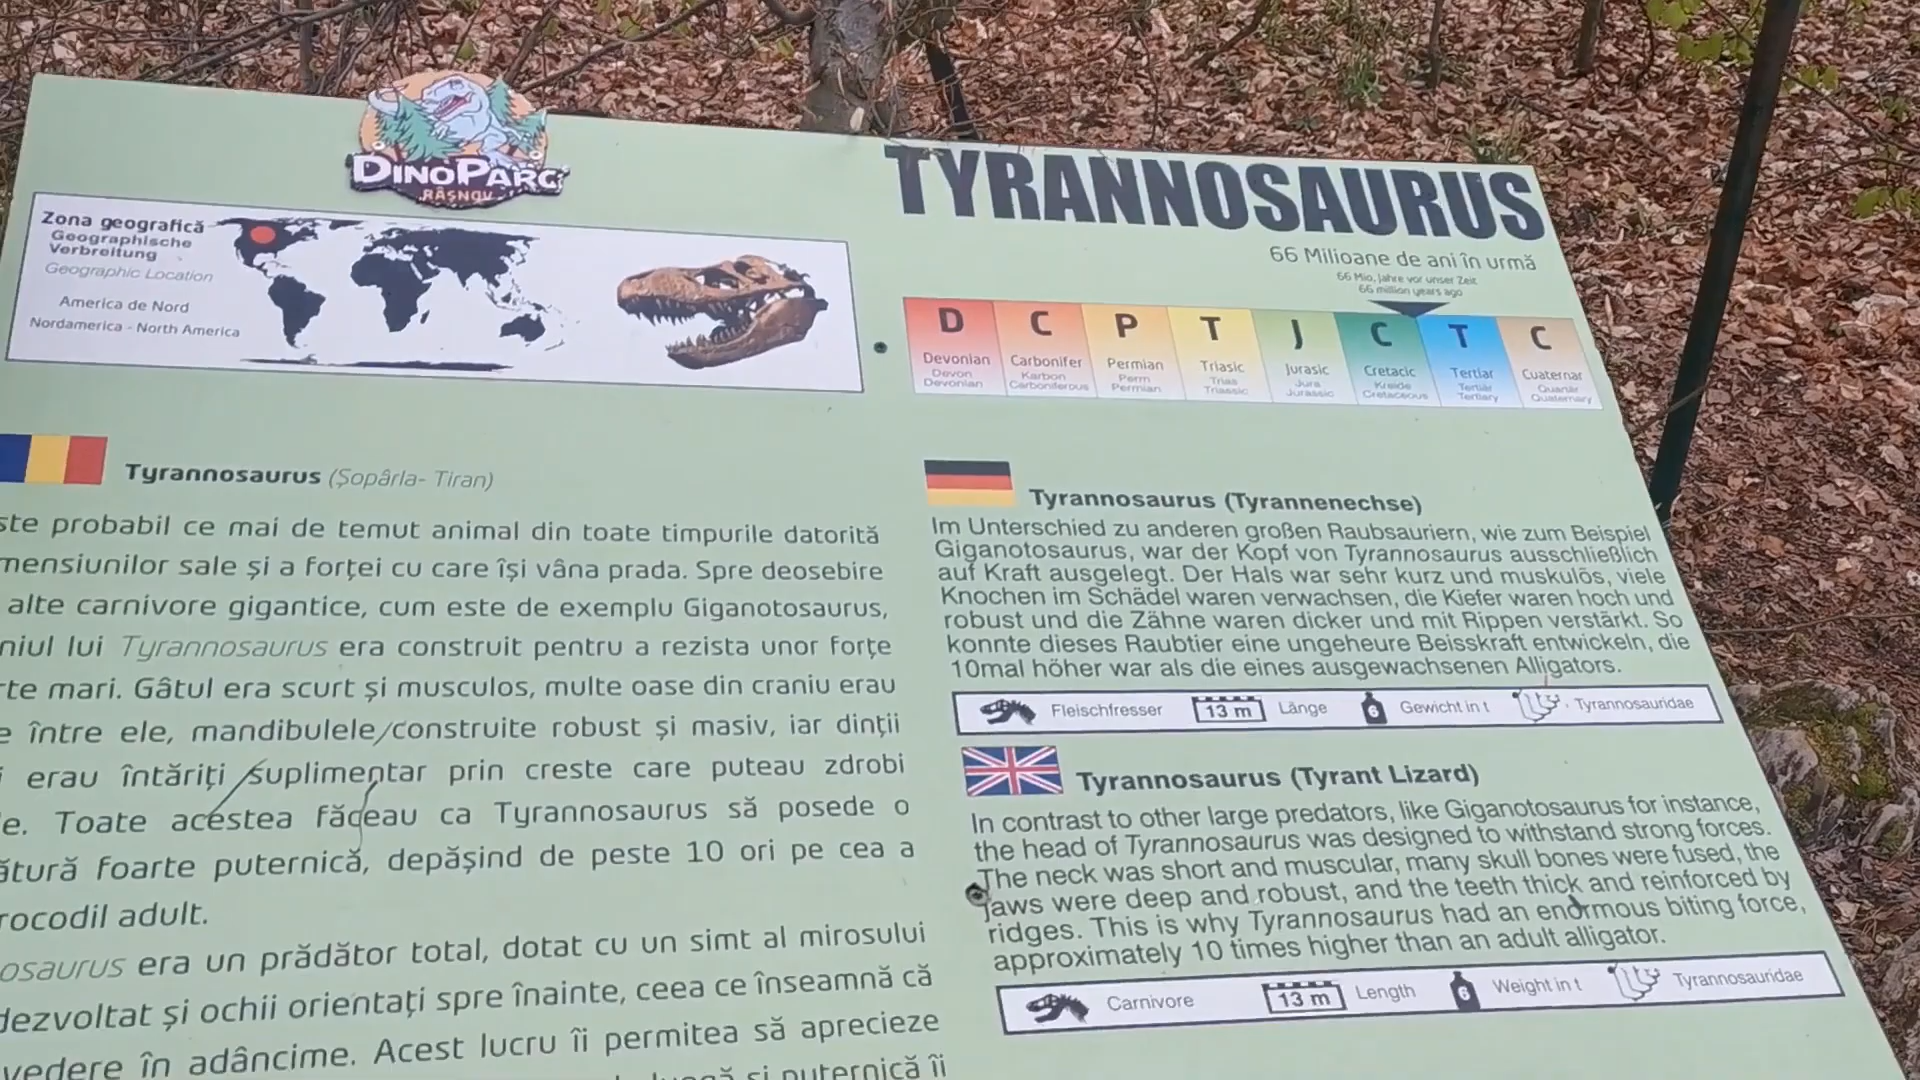 DINOPARC
RÂȘNOV
TYRANNOSAURUS
66 Milioane de ani în urmă
66 Mio. Jahre vor unser Zeit
66 million years ago
Zona geografică
Geographische
Verbreitung
Geographic Location
America de Nord
Nordamerica - North America
D C P T J C T C
Devonian Carbonifer Permian Triasic Jurasic Cretacic Tertiar Cuaternar
Devon Karbon Perm Trias Jura Kreide Tertiär Quartär
Devonian Carboniferous Permian Triassic Jurassic Cretaceous Tertiary Quaternary
Tyrannosaurus (Șopârla- Tiran)
ste probabil ce mai de temut animal din toate timpurile datorită
mensiunilor sale și a forței cu care își vâna prada. Spre deosebire
alte carnivore gigantice, cum este de exemplu Giganotosaurus,
niul lui Tyrannosaurus era construit pentru a rezista unor forțe
rte mari. Gâtul era scurt și musculos, multe oase din craniu erau
e între ele, mandibulele construite robust și masiv, iar dinții
i erau întăriți suplimentar prin creste care puteau zdrobi
e. Toate acestea făceau ca Tyrannosaurus să posede o
ătură foarte puternică, depășind de peste 10 ori pe cea a
rocodil adult.
osaurus era un prădător total, dotat cu un simt al mirosului
dezvoltat și ochii orientați spre înainte, ceea ce înseamnă că
vedere în adâncime. Acest lucru îi permitea să aprecieze
și puternică îi
Tyrannosaurus (Tyrannenechse)
Im Unterschied zu anderen großen Raubsauriern, wie zum Beispiel
Giganotosaurus, war der Kopf von Tyrannosaurus ausschließlich
auf Kraft ausgelegt. Der Hals war sehr kurz und muskulös, viele
Knochen im Schädel waren verwachsen, die Kiefer waren hoch und
robust und die Zähne waren dicker und mit Rippen verstärkt. So
konnte dieses Raubtier eine ungeheure Beisskraft entwickeln, die
10mal höher war als die eines ausgewachsenen Alligators.
Fleischfresser 13 m Länge 6 Gewicht in t Tyrannosauridae
Tyrannosaurus (Tyrant Lizard)
In contrast to other large predators, like Giganotosaurus for instance,
the head of Tyrannosaurus was designed to withstand strong forces.
The neck was short and muscular, many skull bones were fused, the
jaws were deep and robust, and the teeth thick and reinforced by
ridges. This is why Tyrannosaurus had an enormous biting force,
approximately 10 times higher than an adult alligator.
Carnivore 13 m Length 6 Weight in t Tyrannosauridae